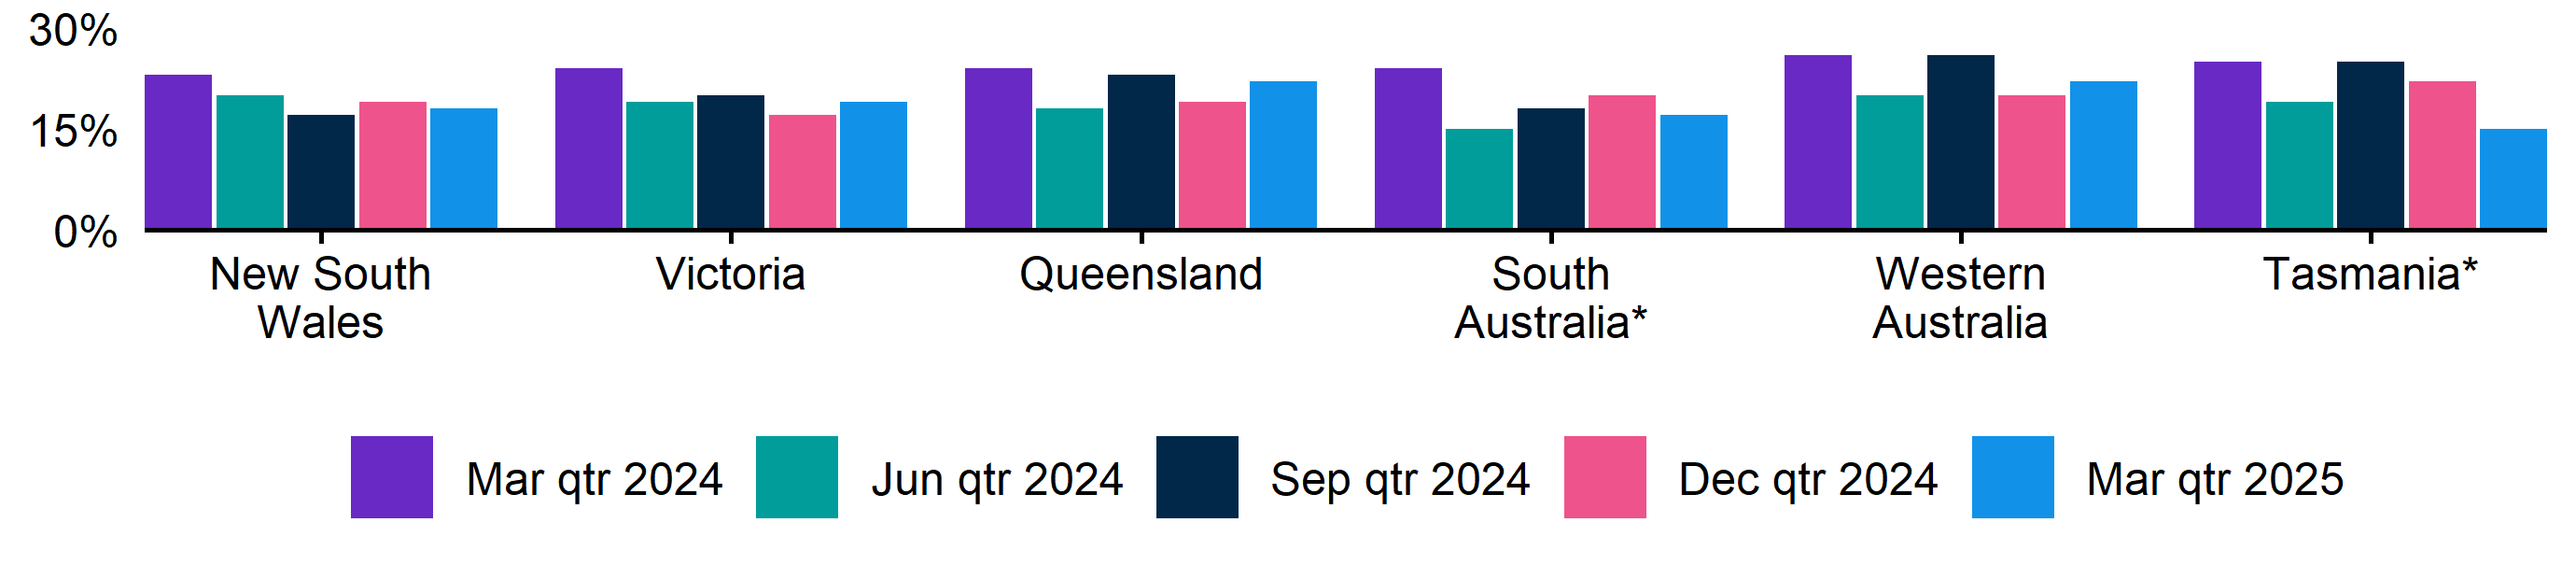 30%
15%
0%
New South
Wales
Victoria
Queensland
South
Australia*
Western
Australia
Tasmania*
Mar qtr 2024
Jun qtr 2024
Sep qtr 2024
Dec qtr 2024
Mar qtr 2025